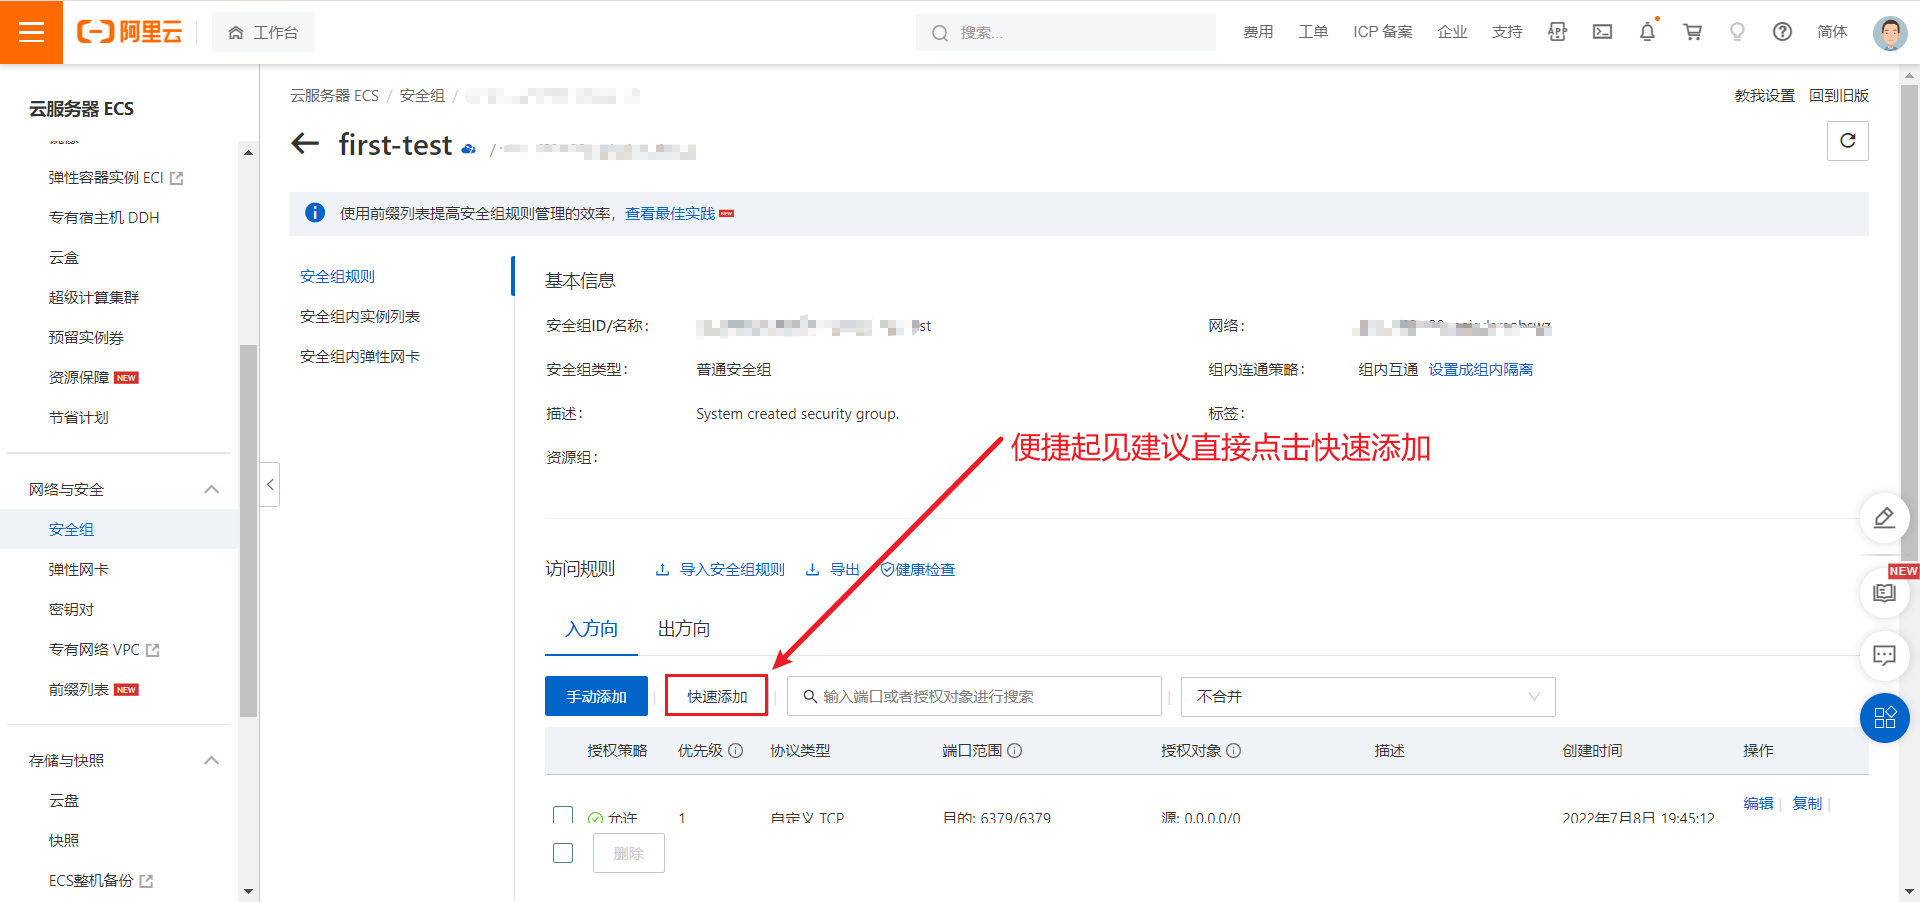 阿里云
工作台
搜索...
费用
工单
ICP 备案
企业
支持
APP
简体
云服务器 ECS
弹性容器实例 ECI
专有宿主机 DDH
云盒
超级计算集群
预留实例券
资源保障 NEW
节省计划
网络与安全
安全组
弹性网卡
密钥对
专有网络 VPC
前缀列表 NEW
存储与快照
云盘
快照
ECS整机备份
云服务器 ECS / 安全组 /
教我设置 回到旧版
first-test /
使用前缀列表提高安全组规则管理的效率，查看最佳实践 NEW
安全组规则
安全组内实例列表
安全组内弹性网卡
基本信息
安全组ID/名称： st
网络：
安全组类型： 普通安全组
组内连通策略： 组内互通 设置成组内隔离
描述： System created security group.
标签：
资源组：
便捷起见建议直接点击快速添加
访问规则 导入安全组规则 导出 健康检查
入方向 出方向
手动添加 快速添加 输入端口或者授权对象进行搜索 不合并
授权策略 优先级 协议类型 端口范围 授权对象 描述 创建时间 操作
允许 1 自定义 TCP 目的: 6379/6379 源: 0.0.0.0/0 2022年7月8日 19:45:12 编辑 复制
删除
NEW